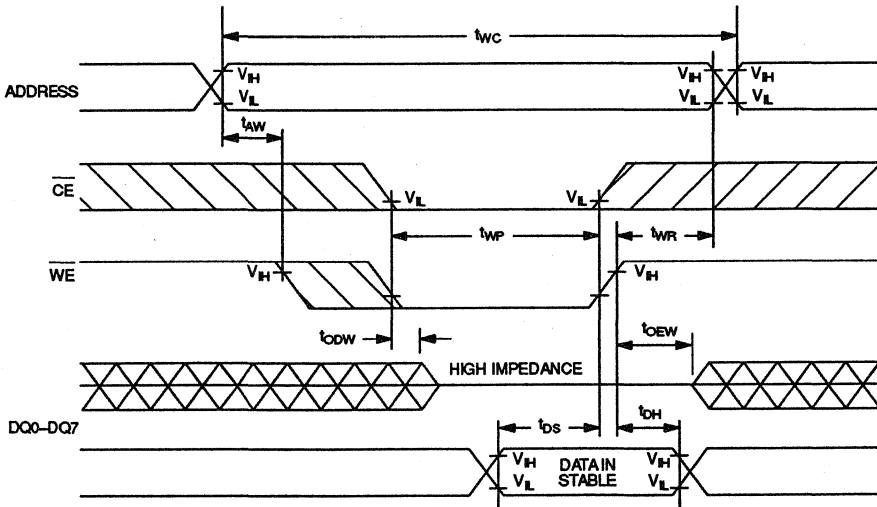 tWC
ADDRESS
VIH
VIL
VIH
VIL
VIH
VIL
tAW
CE
VIL
VIL
tWP
tWR
WE
VIH
VIH
tODW
tOEW
HIGH IMPEDANCE
DQ0–DQ7
tDS
tDH
VIH
VIL
DATA IN
STABLE
VIH
VIL